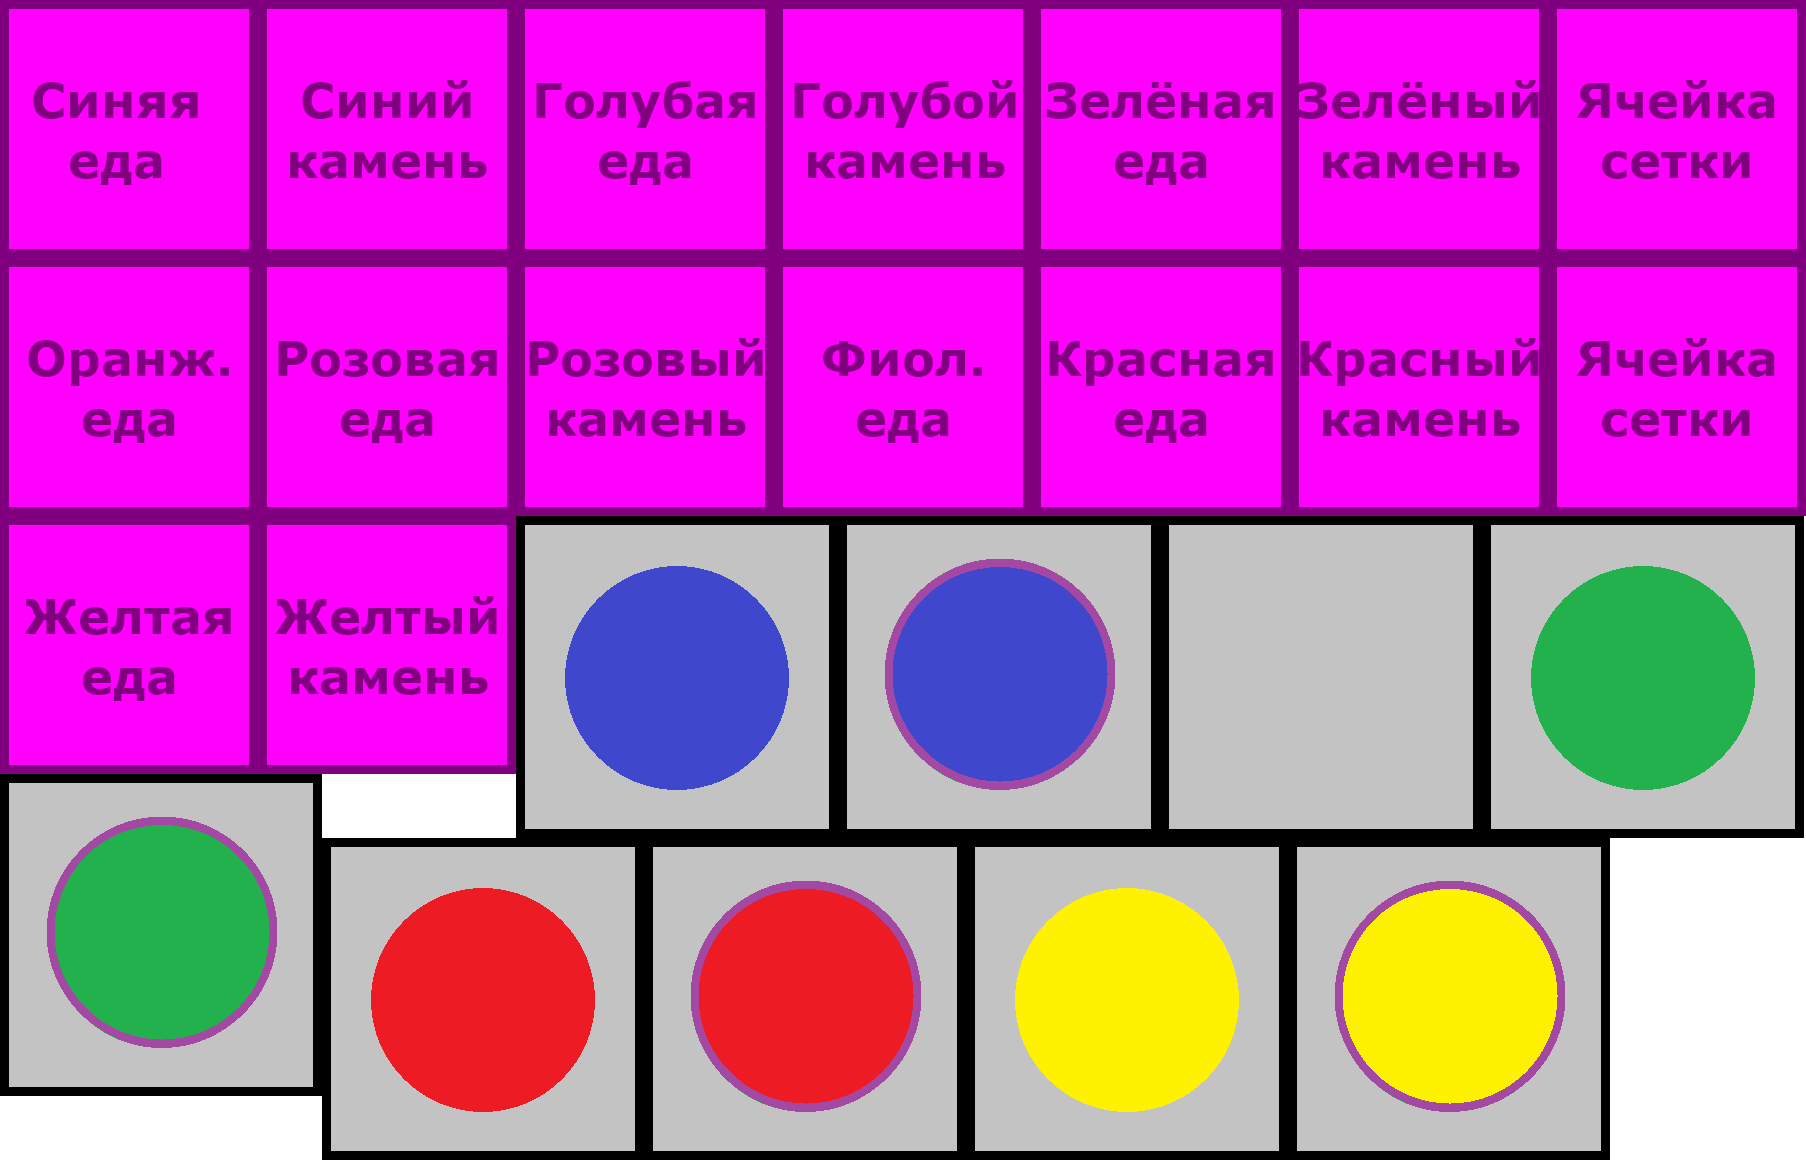 Синяя
еда
Синий
камень
Голубая
еда
Голубой
камень
Зелёная
еда
Зелёный
камень
Ячейка
сетки
Оранж.
еда
Розовая
еда
Розовый
камень
Фиол.
еда
Красная
еда
Красный
камень
Ячейка
сетки
Желтая
еда
Желтый
камень